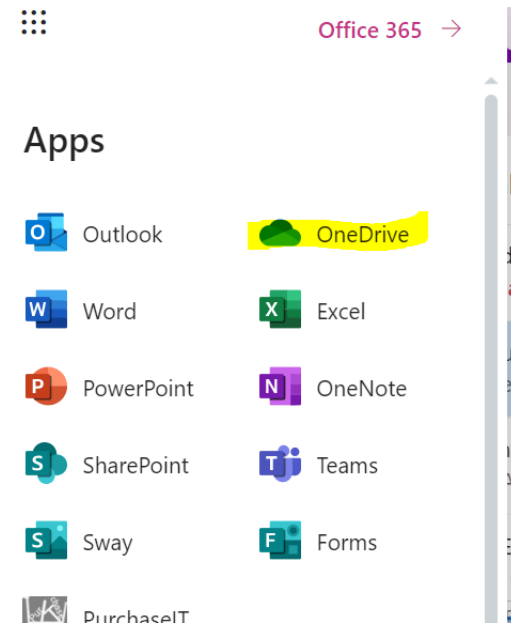 Office 365 →
Apps
Outlook OneDrive
Word Excel
PowerPoint OneNote
SharePoint Teams
Sway Forms
PurchaseIT